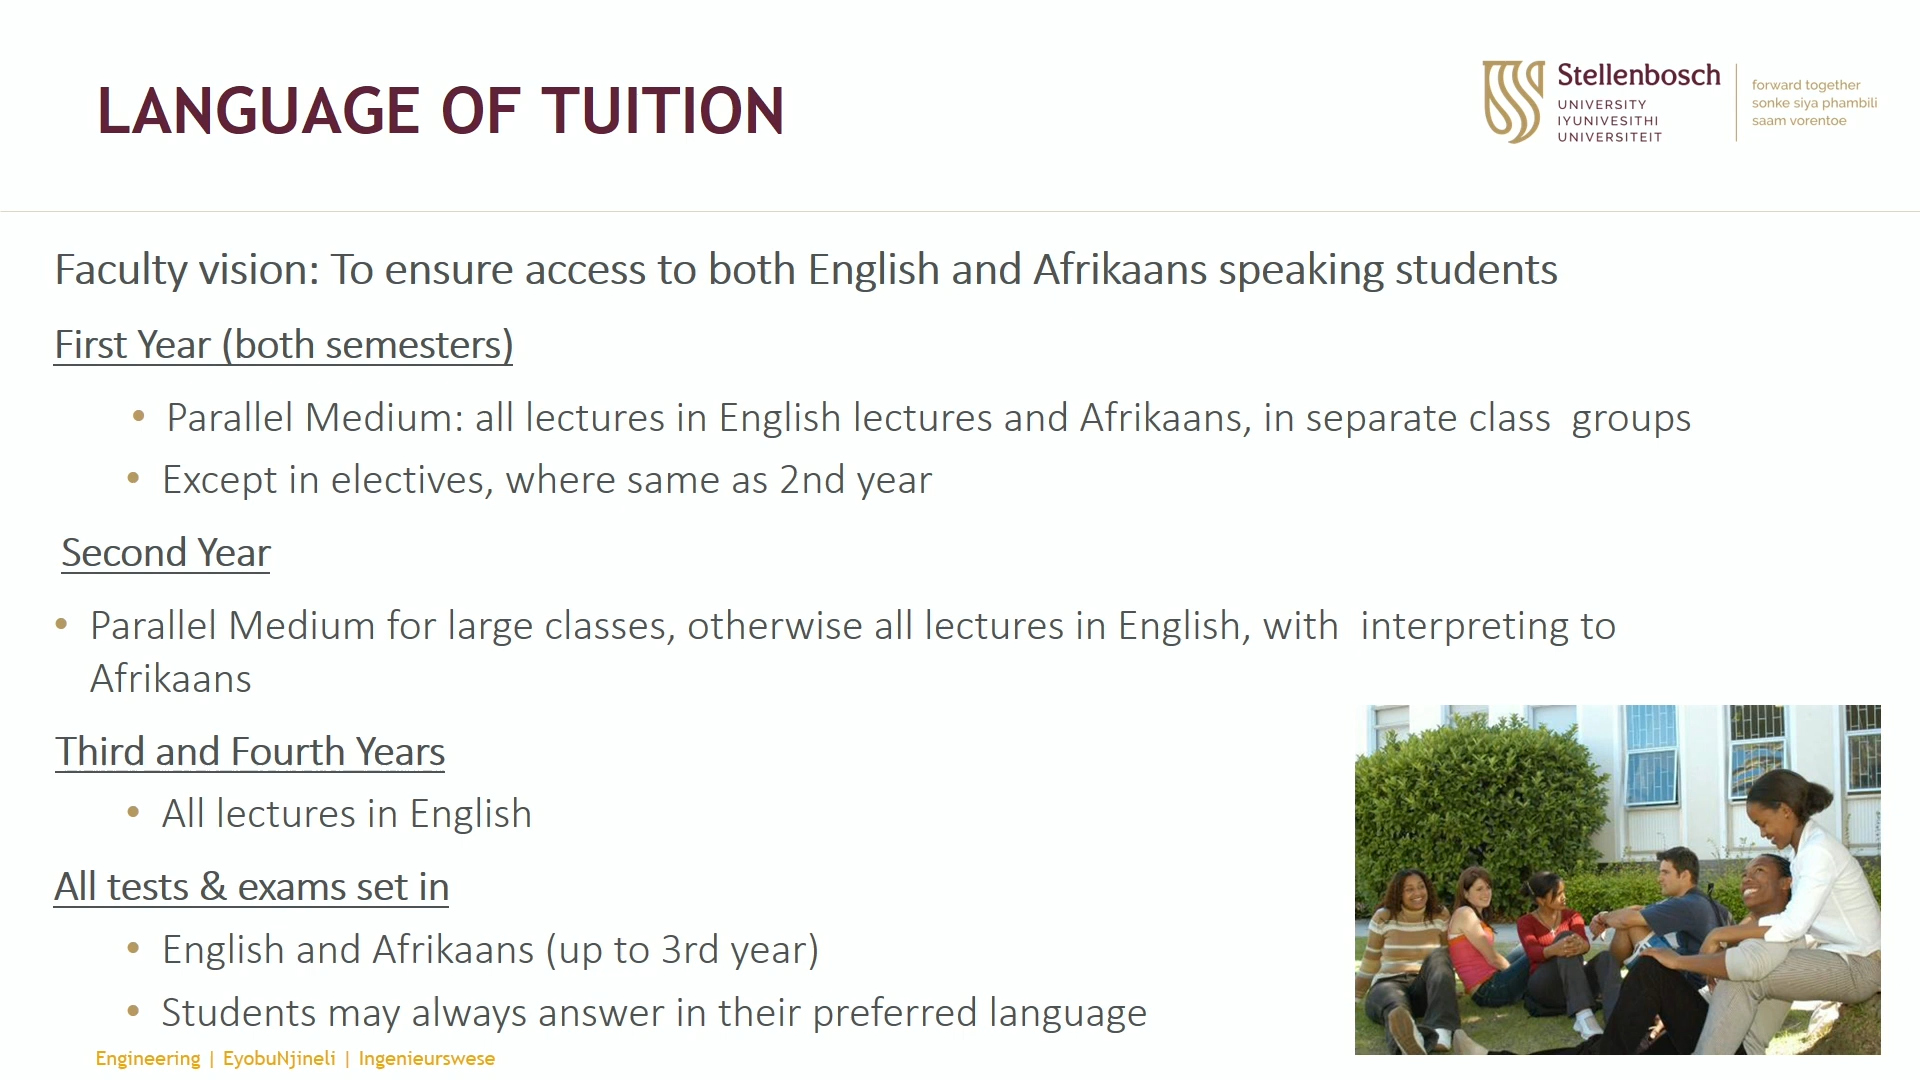 LANGUAGE OF TUITION
Stellenbosch
UNIVERSITY
IYUNIVESITHI
UNIVERSITEIT
forward together
sonke siya phambili
saam vorentoe
Faculty vision: To ensure access to both English and Afrikaans speaking students
First Year (both semesters)
• Parallel Medium: all lectures in English lectures and Afrikaans, in separate class groups
• Except in electives, where same as 2nd year
Second Year
• Parallel Medium for large classes, otherwise all lectures in English, with interpreting to
Afrikaans
Third and Fourth Years
• All lectures in English
All tests & exams set in
• English and Afrikaans (up to 3rd year)
• Students may always answer in their preferred language
Engineering | EyobuNjineli | Ingenieurswese